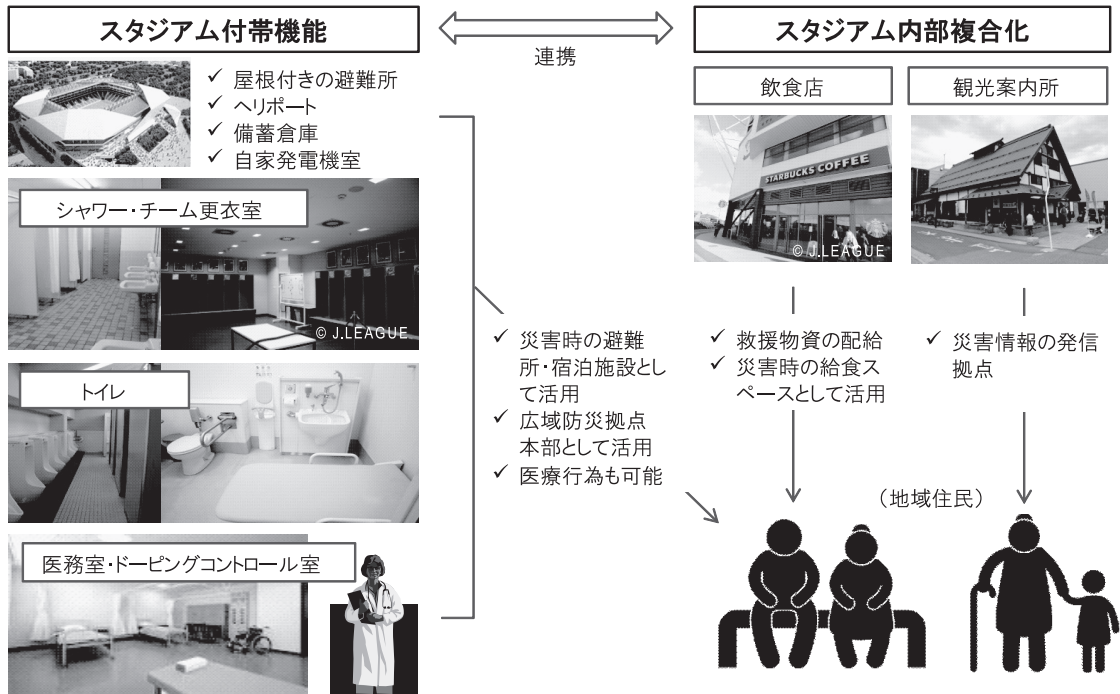 スタジアム付帯機能
連携
スタジアム内部複合化
✓ 屋根付きの避難所
✓ ヘリポート
✓ 備蓄倉庫
✓ 自家発電機室
シャワー・チーム更衣室
© J.LEAGUE
トイレ
医務室・ドーピングコントロール室
✓ 災害時の避難
所・宿泊施設とし
て活用
✓ 広域防災拠点
本部として活用
✓ 医療行為も可能
飲食店
STARBUCKS COFFEE
© J.LEAGUE
✓ 救援物資の配給
✓ 災害時の給食ス
ペースとして活用
観光案内所
✓ 災害情報の発信
拠点
（地域住民）